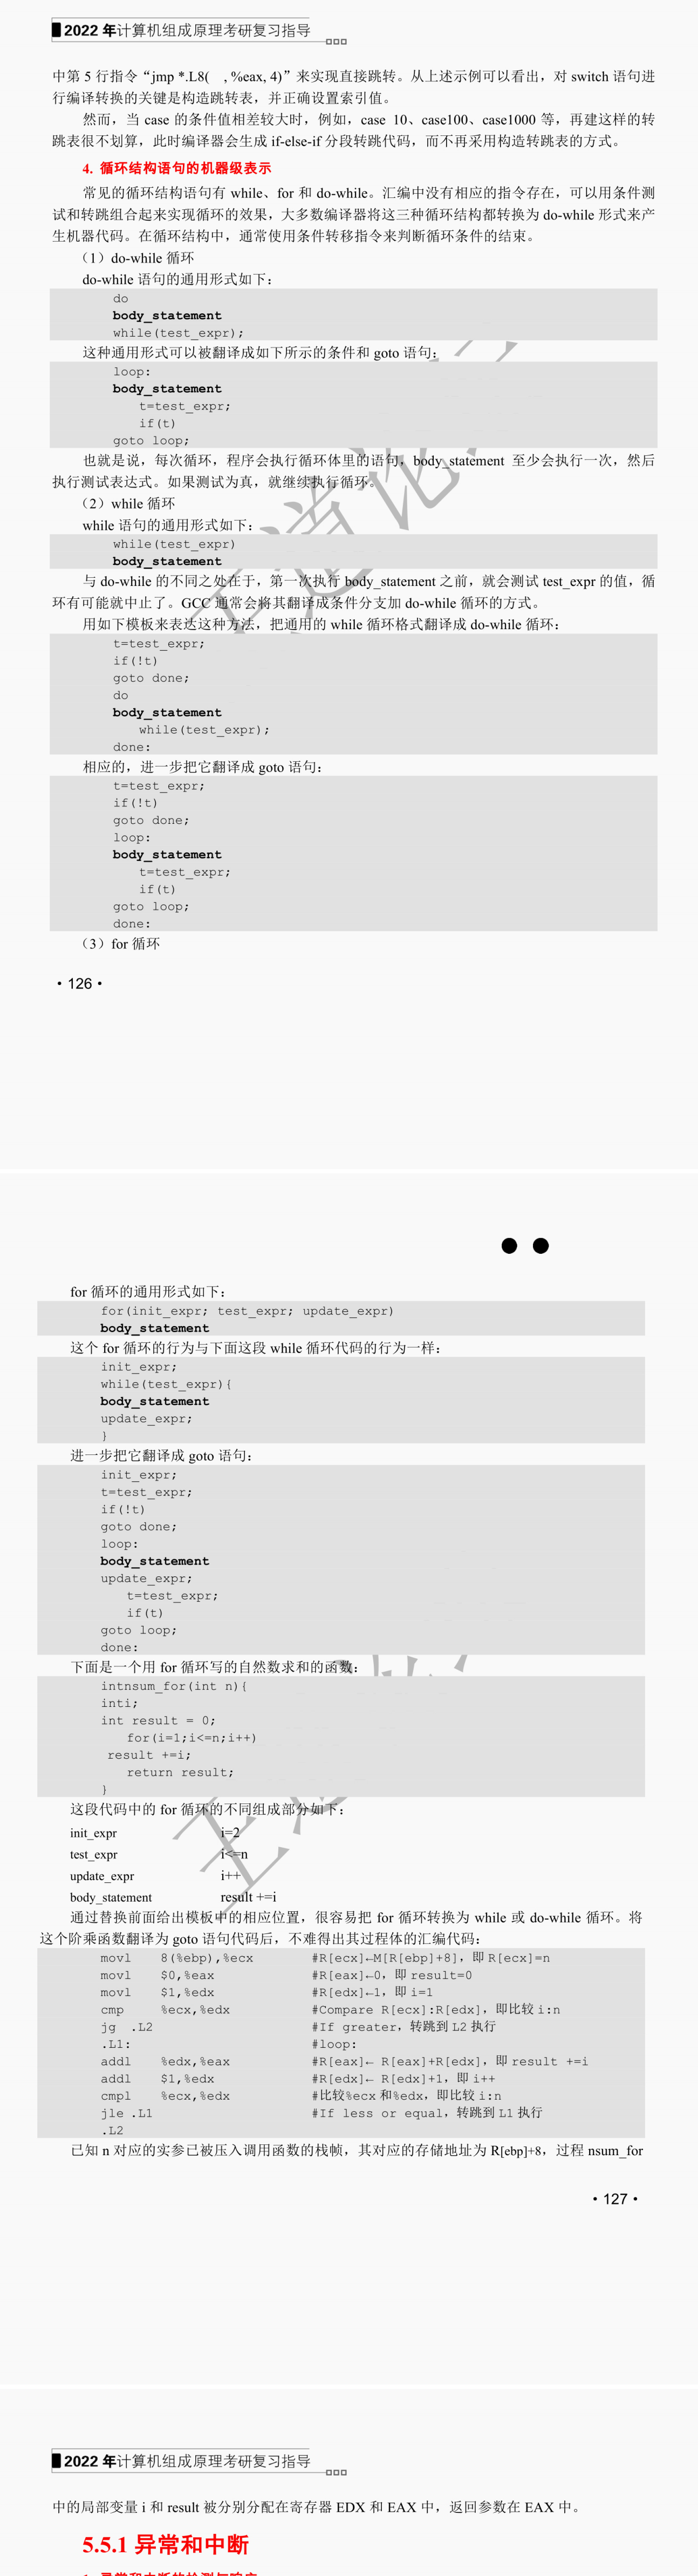 2022 年计算机组成原理考研复习指导
中第 5 行指令“jmp *.L8( , %eax, 4)”来实现直接跳转。从上述示例可以看出，对 switch 语句进
行编译转换的关键是构造跳转表，并正确设置索引值。
然而，当 case 的条件值相差较大时，例如，case 10、case100、case1000 等，再建这样的转
跳表很不划算，此时编译器会生成 if-else-if 分段转跳代码，而不再采用构造转跳表的方式。
4. 循环结构语句的机器级表示
常见的循环结构语句有 while、for 和 do-while。汇编中没有相应的指令存在，可以用条件测
试和转跳组合起来实现循环的效果，大多数编译器将这三种循环结构都转换为 do-while 形式来产
生机器代码。在循环结构中，通常使用条件转移指令来判断循环条件的结束。
（1）do-while 循环
do-while 语句的通用形式如下：
do
body_statement
while(test_expr);
这种通用形式可以被翻译成如下所示的条件和 goto 语句：
loop:
body_statement
t=test_expr;
if(t)
goto loop;
也就是说，每次循环，程序会执行循环体里的语句，body_statement 至少会执行一次，然后
执行测试表达式。如果测试为真，就继续执行循环。
（2）while 循环
while 语句的通用形式如下：
while(test_expr)
body_statement
与 do-while 的不同之处在于，第一次执行 body_statement 之前，就会测试 test_expr 的值，循
环有可能就中止了。GCC 通常会将其翻译成条件分支加 do-while 循环的方式。
用如下模板来表达这种方法，把通用的 while 循环格式翻译成 do-while 循环：
t=test_expr;
if(!t)
goto done;
do
body_statement
while(test_expr);
done:
相应的，进一步把它翻译成 goto 语句：
t=test_expr;
if(!t)
goto done;
loop:
body_statement
t=test_expr;
if(t)
goto loop;
done:
（3）for 循环
• 126 •
for 循环的通用形式如下：
for(init_expr; test_expr; update_expr)
body_statement
这个 for 循环的行为与下面这段 while 循环代码的行为一样：
init_expr;
while(test_expr){
body_statement
update_expr;
}
进一步把它翻译成 goto 语句：
init_expr;
t=test_expr;
if(!t)
goto done;
loop:
body_statement
update_expr;
t=test_expr;
if(t)
goto loop;
done:
下面是一个用 for 循环写的自然数求和的函数：
intnsum_for(int n){
inti;
int result = 0;
for(i=1;i<=n;i++)
result +=i;
return result;
}
这段代码中的 for 循环的不同组成部分如下：
init_expr i=2
test_expr i<=n
update_expr i++
body_statement result +=i
通过替换前面给出模板中的相应位置，很容易把 for 循环转换为 while 或 do-while 循环。将
这个阶乘函数翻译为 goto 语句代码后，不难得出其过程体的汇编代码：
movl 8(%ebp),%ecx #R[ecx]←M[R[ebp]+8]，即 R[ecx]=n
movl $0,%eax #R[eax]←0，即 result=0
movl $1,%edx #R[edx]←1，即 i=1
cmp %ecx,%edx #Compare R[ecx]:R[edx]，即比较 i:n
jg .L2 #If greater，转跳到 L2 执行
.L1: #loop:
addl %edx,%eax #R[eax]← R[eax]+R[edx]，即 result +=i
addl $1,%edx #R[edx]← R[edx]+1，即 i++
cmpl %ecx,%edx #比较%ecx 和%edx，即比较 i:n
jle .L1 #If less or equal，转跳到 L1 执行
.L2
已知 n 对应的实参已被压入调用函数的栈帧，其对应的存储地址为 R[ebp]+8，过程 nsum_for
• 127 •
2022 年计算机组成原理考研复习指导
中的局部变量 i 和 result 被分别分配在寄存器 EDX 和 EAX 中，返回参数在 EAX 中。
5.5.1 异常和中断